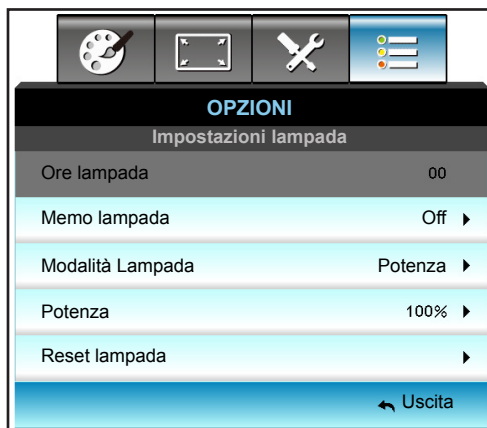 OPZIONI
Impostazioni lampada
Ore lampada 00
Memo lampada Off
Modalità Lampada Potenza
Potenza 100%
Reset lampada
Uscita